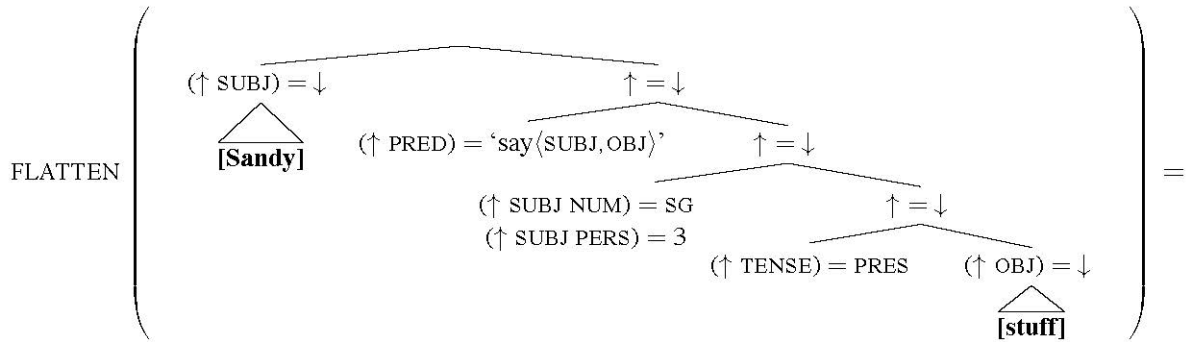 (↑ SUBJ) = ↓ ↑ = ↓
[Sandy] (↑ PRED) = ‘say⟨SUBJ, OBJ⟩’ ↑ = ↓
FLATTEN =
(↑ SUBJ NUM) = SG ↑ = ↓
(↑ SUBJ PERS) = 3
(↑ TENSE) = PRES (↑ OBJ) = ↓
[stuff]